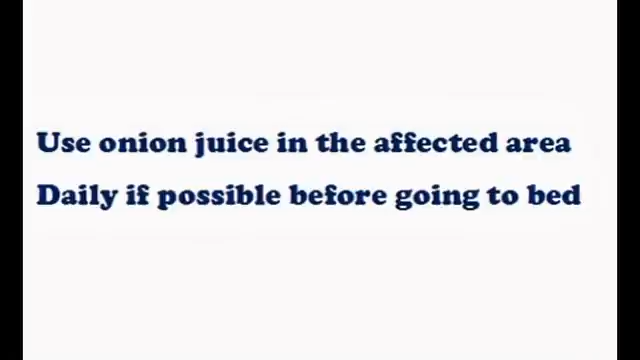 Use onion juice in the affected area
Daily if possible before going to bed